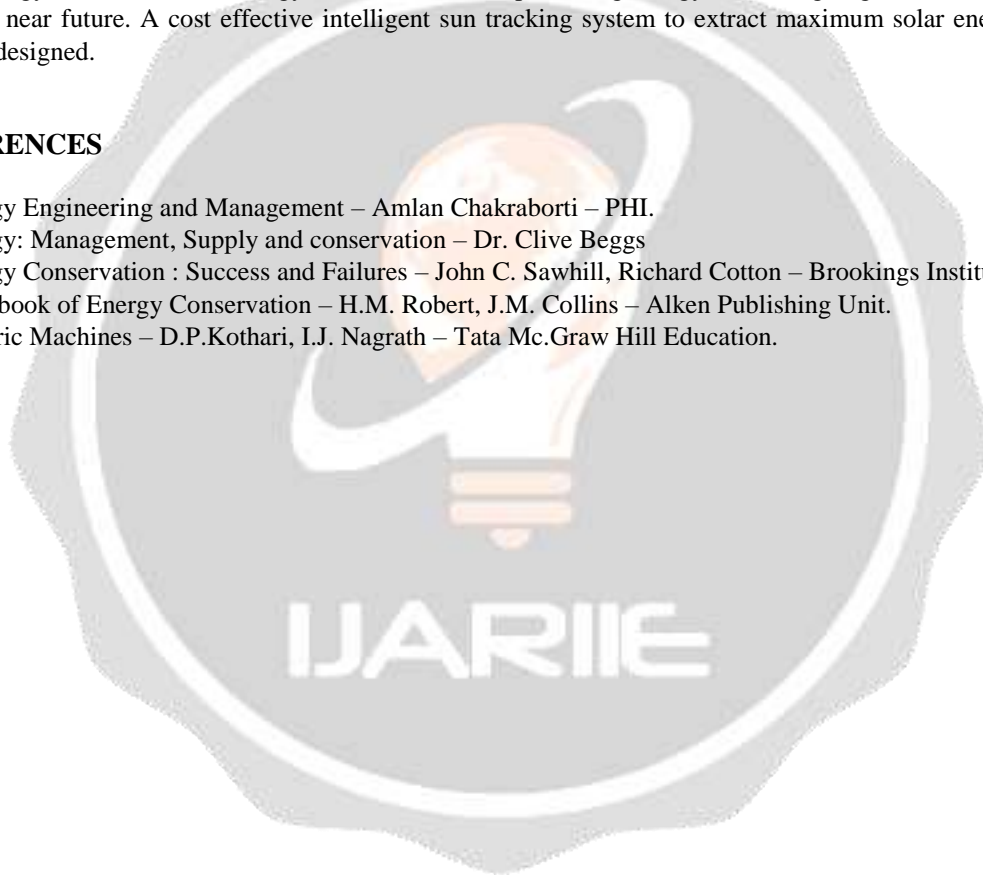 near future. A cost effective intelligent sun tracking system to extract maximum solar
designed.
RENCES
gy Engineering and Management – Amlan Chakraborti – PHI.
gy: Management, Supply and conservation – Dr. Clive Beggs
gy Conservation : Success and Failures – John C. Sawhill, Richard Cotton – Brookings
book of Energy Conservation – H.M. Robert, J.M. Collins – Alken Publishing Unit.
ric Machines – D.P.Kothari, I.J. Nagrath – Tata Mc.Graw Hill Education.
IJARIIE